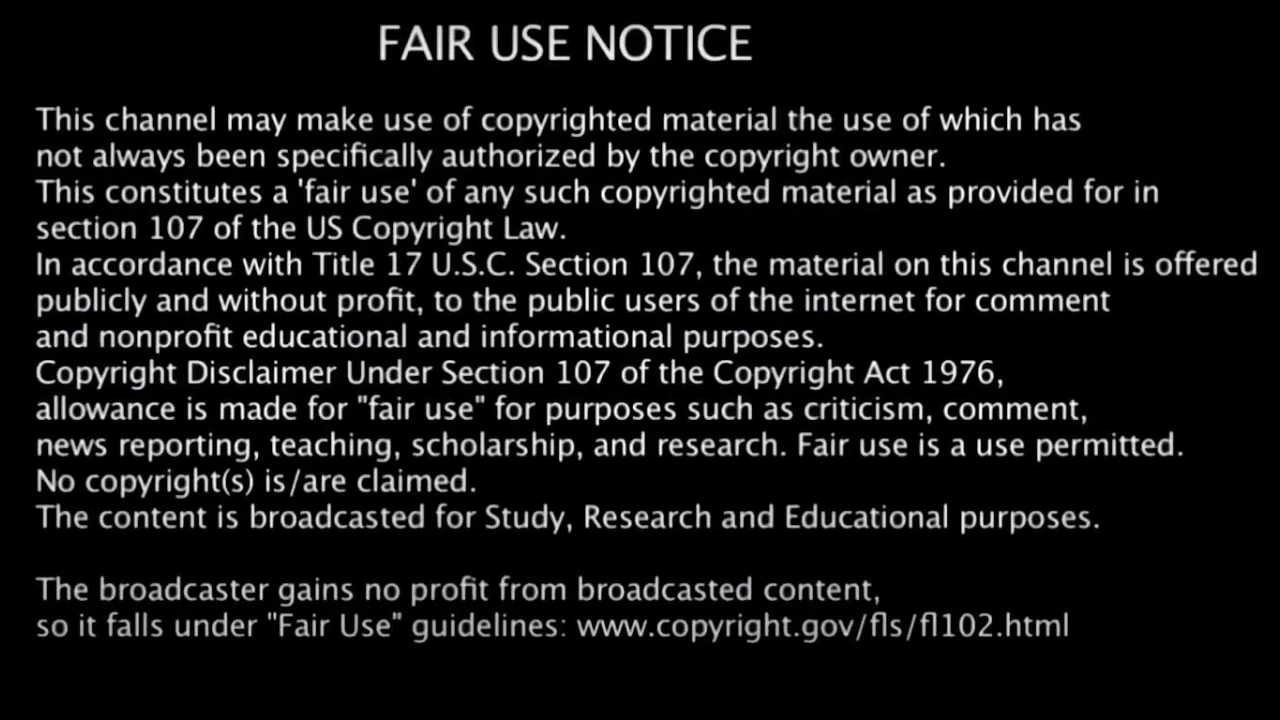 FAIR USE NOTICE
This channel may make use of copyrighted material the use of which has
not always been specifically authorized by the copyright owner.
This constitutes a 'fair use' of any such copyrighted material as provided for in
section 107 of the US Copyright Law.
In accordance with Title 17 U.S.C. Section 107, the material on this channel is offered
publicly and without profit, to the public users of the internet for comment
and nonprofit educational and informational purposes.
Copyright Disclaimer Under Section 107 of the Copyright Act 1976,
allowance is made for "fair use" for purposes such as criticism, comment,
news reporting, teaching, scholarship, and research. Fair use is a use permitted.
No copyright(s) is/are claimed.
The content is broadcasted for Study, Research and Educational purposes.
The broadcaster gains no profit from broadcasted content,
so it falls under "Fair Use" guidelines: www.copyright.gov/fls/fl102.html